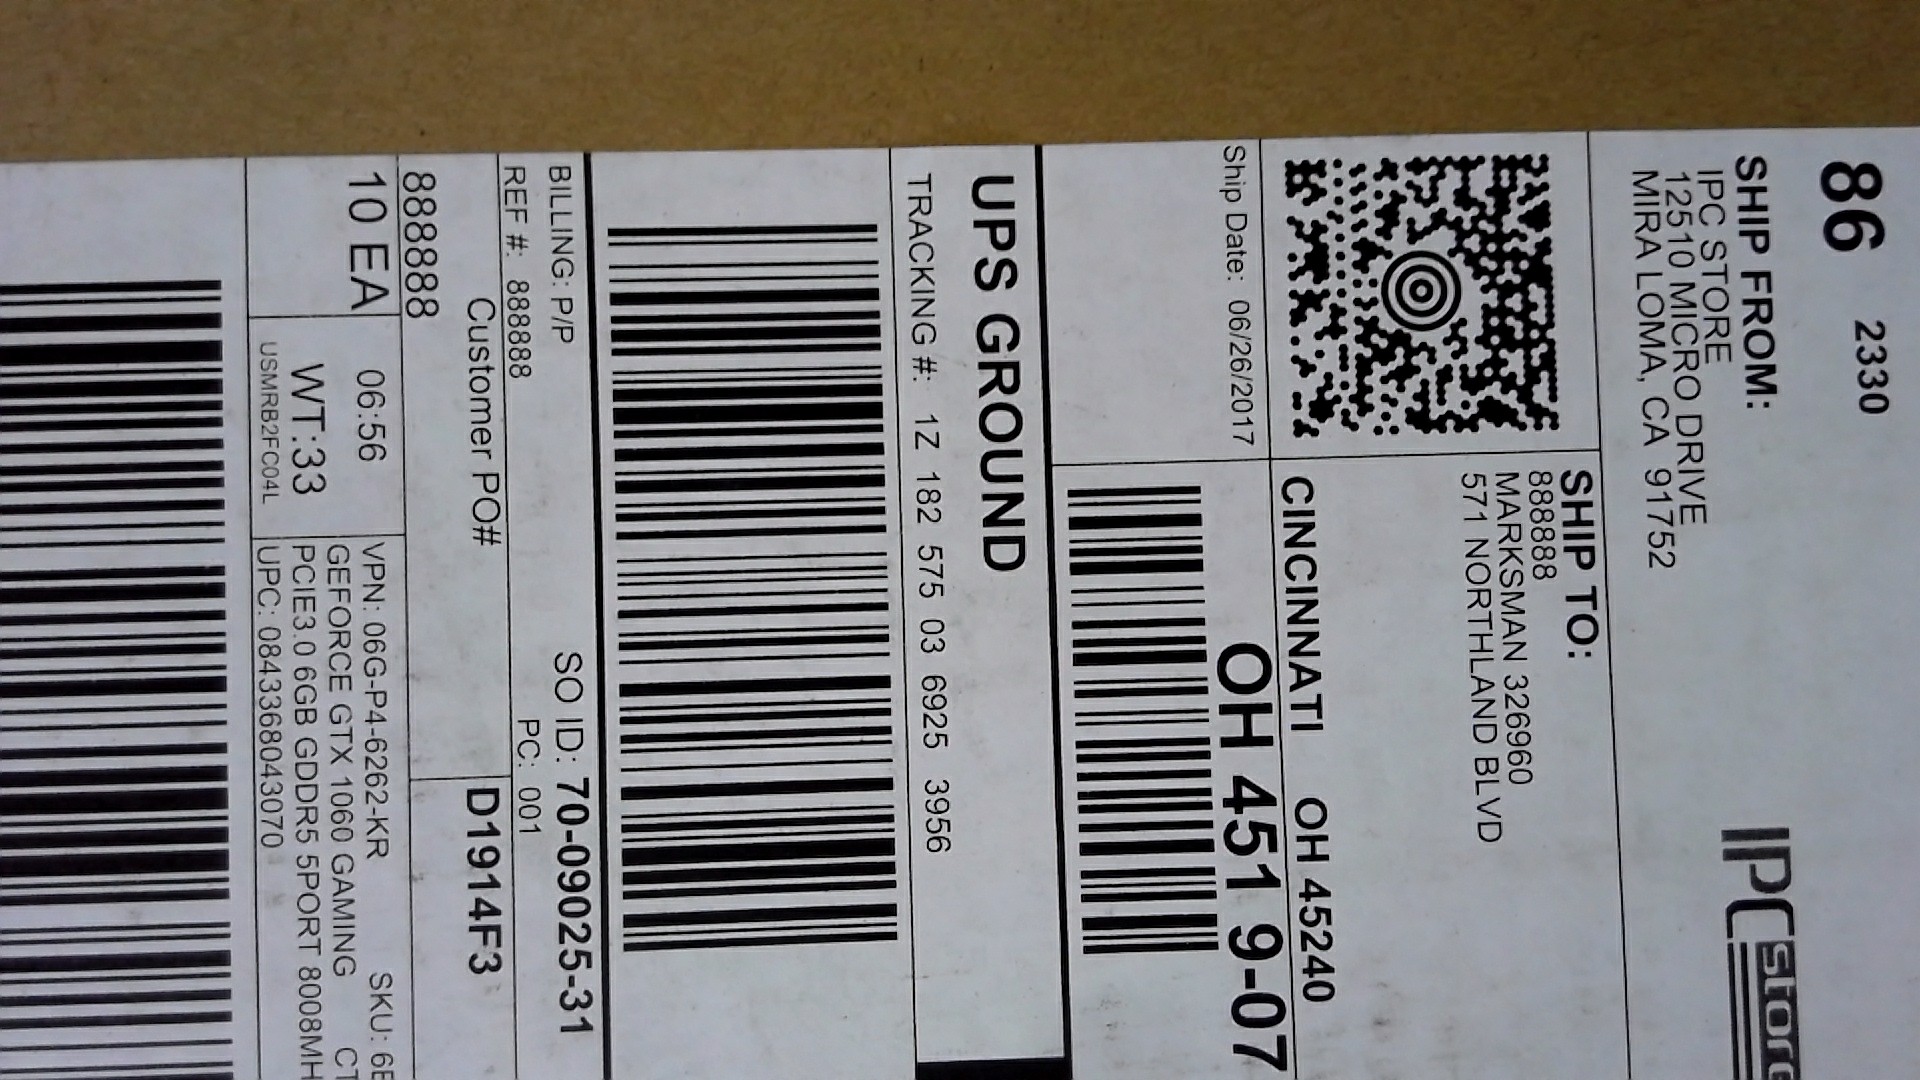 86 2330
SHIP FROM:
IPC STORE
12510 MICRO DRIVE
MIRA LOMA, CA 91752
IPC store
SHIP TO:
888888
MARKSMAN 326960
571 NORTHLAND BLVD
CINCINNATI OH 45240
Ship Date: 06/26/2017
OH 451 9-07
UPS GROUND
TRACKING #: 1Z 182 575 03 6925 3956
BILLING: P/P
REF #: 888888
SO ID: 70-09025-31
PC: 001
Customer PO#
888888
D1914F3
10 EA
06:56
WT:33
USMRB2FC04L
VPN: 06G-P4-6262-KR SKU: 6E
GEFORCE GTX 1060 GAMING CT
PCIE3.0 6GB GDDR5 5PORT 8008MH
UPC: 0843368043070